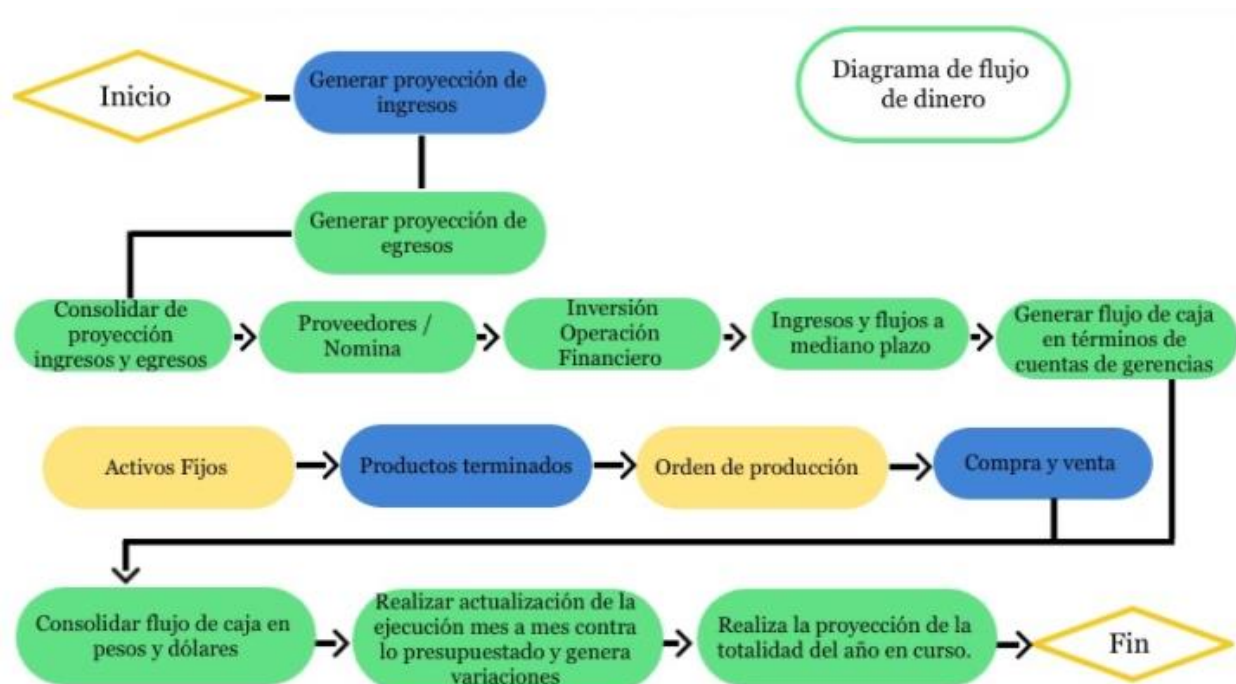 Inicio
Generar proyección de
ingresos
Diagrama de flujo
de dinero
Generar proyección de
egresos
Consolidar de
proyección
ingresos y egresos
Proveedores /
Nomina
Inversión
Operación
Financiero
Ingresos y flujos a
mediano plazo
Generar flujo de caja
en términos de
cuentas de gerencias
Activos Fijos
Productos terminados
Orden de producción
Compra y venta
Consolidar flujo de caja en
pesos y dólares
Realizar actualización de la
ejecución mes a mes contra
lo presupuestado y genera
variaciones
Realiza la proyección de la
totalidad del año en curso.
Fin